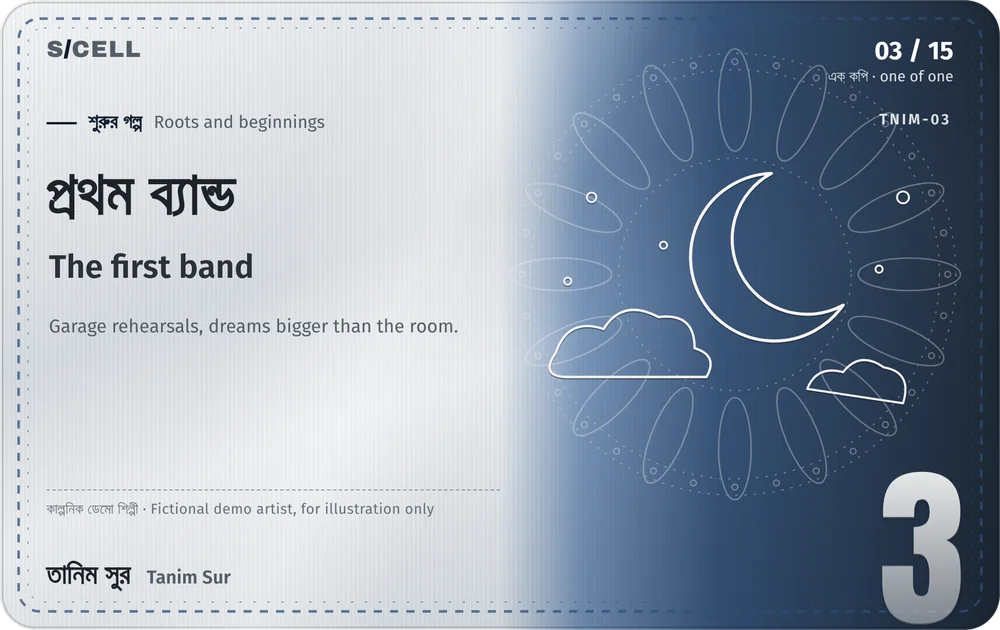 S/CELL
03 / 15
এক কপি · one of one
TNIM-03
শুরুর গল্প Roots and beginnings
প্রথম ব্যান্ড
The first band
Garage rehearsals, dreams bigger than the room.
কাল্পনিক ডেমো শিল্পী · Fictional demo artist, for illustration only
তানিম সুর Tanim Sur
3